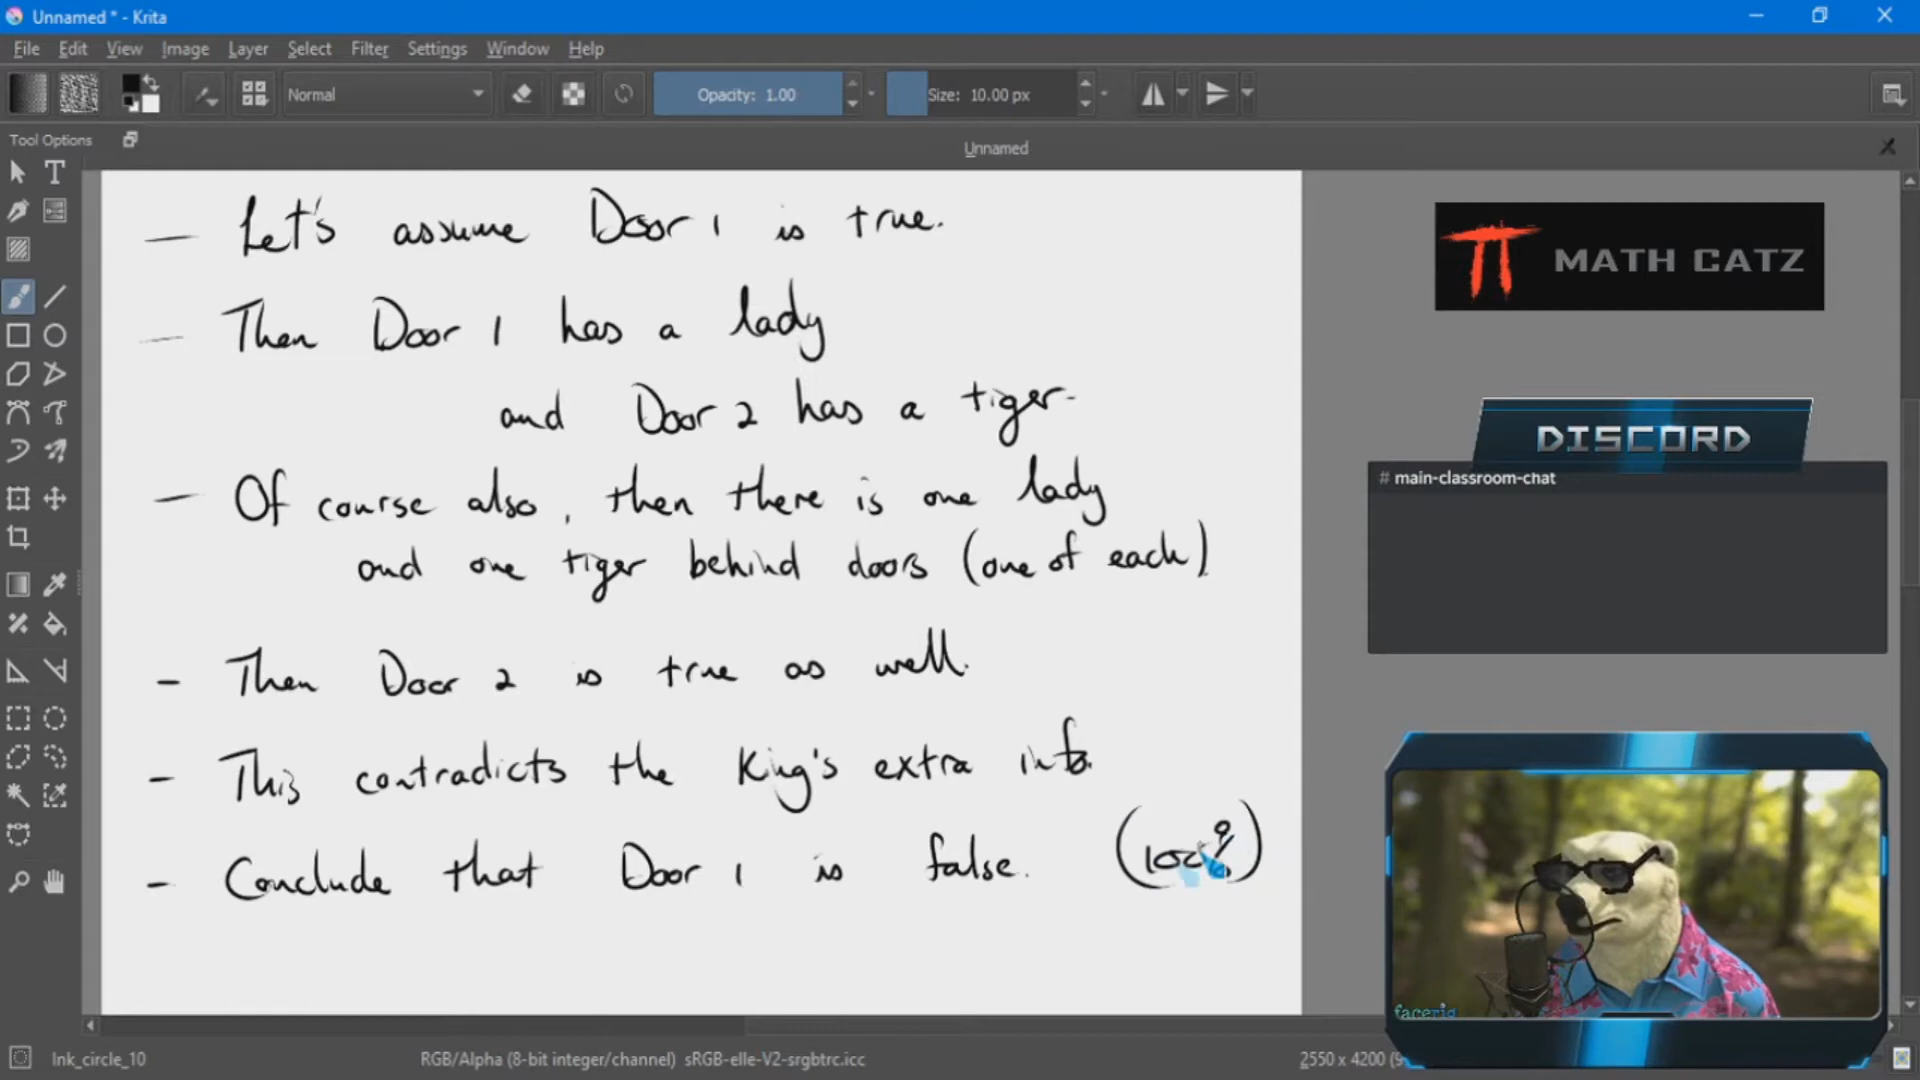 Unnamed * - Krita
File Edit View Image Layer Select Filter Settings Window Help
Normal
Opacity: 1.00
Size: 10.00 px
Tool Options
Unnamed
- Let's assume Door 1 is true.
- Then Door 1 has a lady
and Door 2 has a tiger.
- Of course also, then there is one lady
and one tiger behind doors (one of each)
- Then Door 2 is true as well.
- This contradicts the King's extra info.
- Conclude that Door 1 is false. (100%)
π MATH CATZ
DISCORD
# main-classroom-chat
facerig
Ink_circle_10
RGB/Alpha (8-bit integer/channel) sRGB-elle-V2-srgbtrc.icc
2550 x 4200 (9